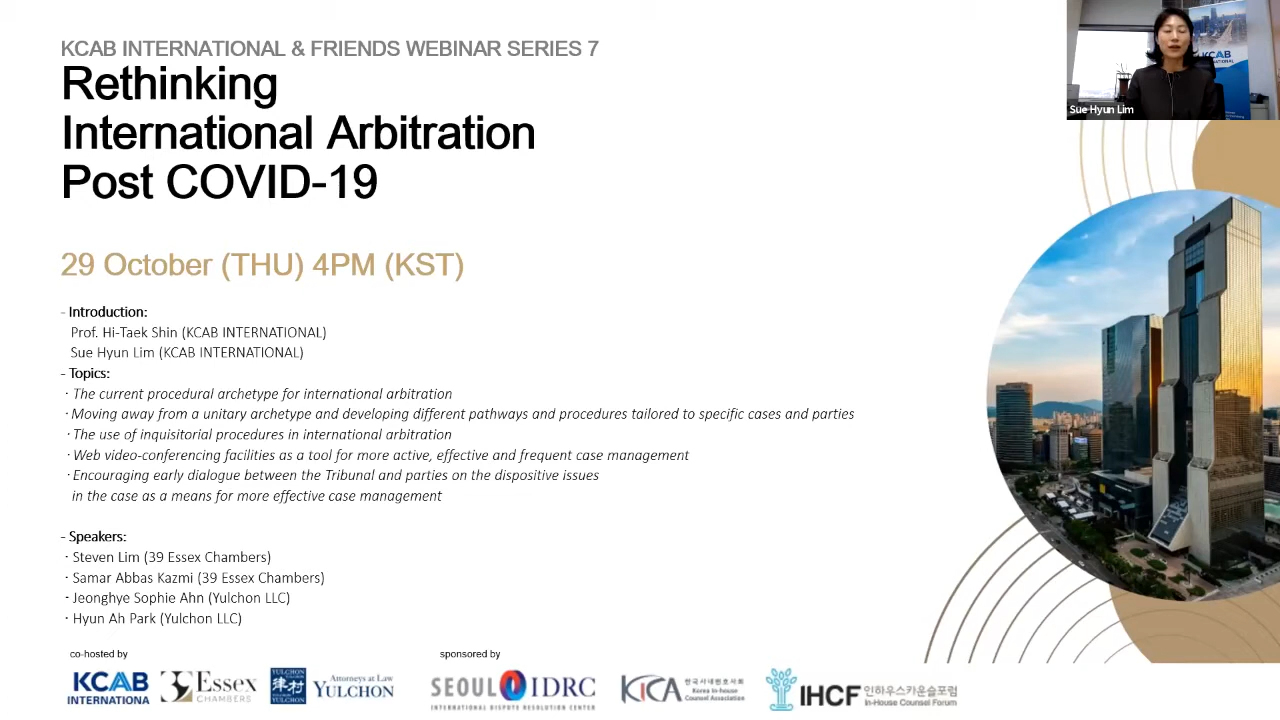 KCAB INTERNATIONAL & FRIENDS WEBINAR SERIES 7
Rethinking
International Arbitration
Post COVID-19
29 October (THU) 4PM (KST)
- Introduction:
Prof. Hi-Taek Shin (KCAB INTERNATIONAL)
Sue Hyun Lim (KCAB INTERNATIONAL)
- Topics:
· The current procedural archetype for international arbitration
· Moving away from a unitary archetype and developing different pathways and procedures tailored to specific cases and parties
· The use of inquisitorial procedures in international arbitration
· Web video-conferencing facilities as a tool for more active, effective and frequent case management
· Encouraging early dialogue between the Tribunal and parties on the dispositive issues
in the case as a means for more effective case management
- Speakers:
· Steven Lim (39 Essex Chambers)
· Samar Abbas Kazmi (39 Essex Chambers)
· Jeonghye Sophie Ahn (Yulchon LLC)
· Hyun Ah Park (Yulchon LLC)
co-hosted by
KCAB
INTERNATIONA
39 Essex
CHAMBERS
YULCHON
律村
Attorneys at Law
YULCHON
sponsored by
SEOUL IDRC
INTERNATIONAL DISPUTE RESOLUTION CENTER
KICA
한국사내변호사회
Korea In-house
Counsel Association
IHCF
인하우스카운슬포럼
In-House Counsel Forum
KCAB
Sue Hyun Lim